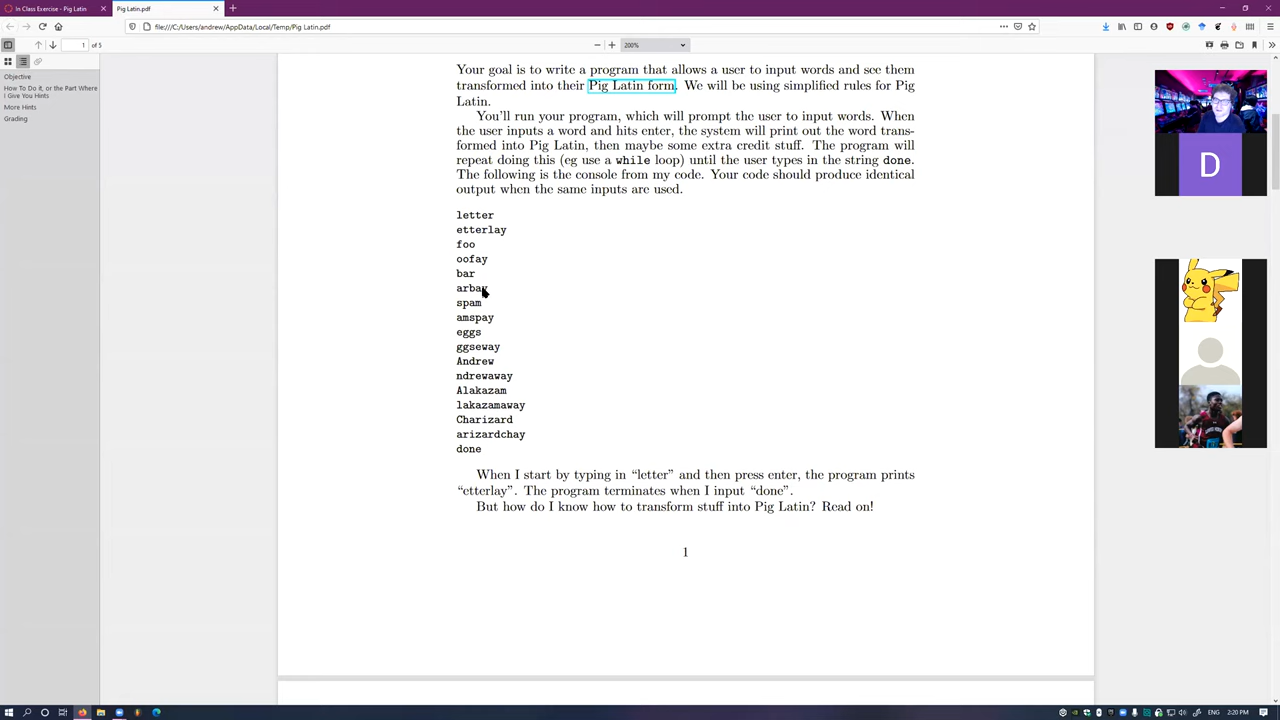 In Class Exercise - Pig Latin
Pig Latin.pdf
file:///C:/Users/andrew/AppData/Local/Temp/Pig Latin.pdf
1 of 5
200%
Objective
How To Do it, or the Part Where
I Give You Hints
More Hints
Grading
Your goal is to write a program that allows a user to input words and see them
transformed into their Pig Latin form. We will be using simplified rules for Pig
Latin.
You'll run your program, which will prompt the user to input words. When
the user inputs a word and hits enter, the system will print out the word trans-
formed into Pig Latin, then maybe some extra credit stuff. The program will
repeat doing this (eg use a while loop) until the user types in the string done.
The following is the console from my code. Your code should produce identical
output when the same inputs are used.
letter
etterlay
foo
oofay
bar
arbay
spam
amspay
eggs
ggseway
Andrew
ndrewaway
Alakazam
lakazamaway
Charizard
arizardchay
done
When I start by typing in “letter” and then press enter, the program prints
“etterlay”. The program terminates when I input “done”.
But how do I know how to transform stuff into Pig Latin? Read on!
1
D
ENG
2:20 PM